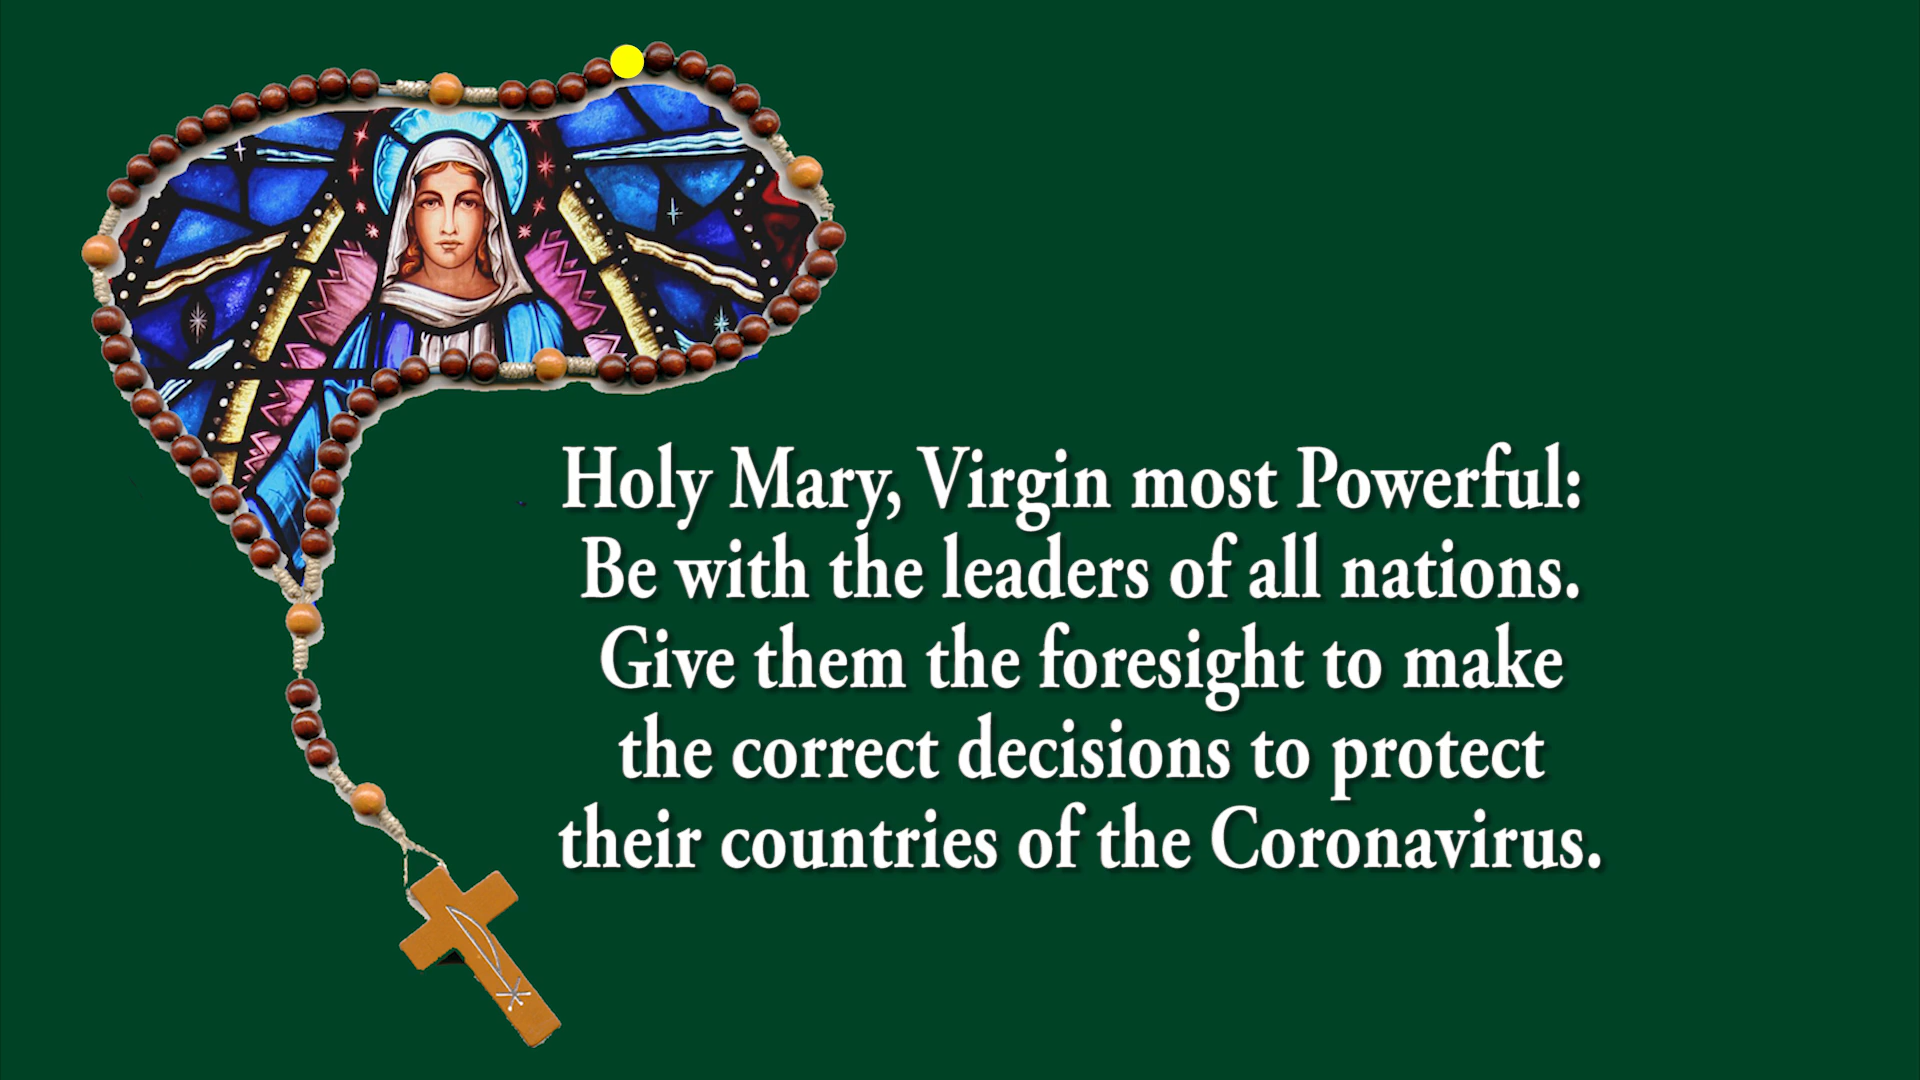 Holy Mary, Virgin most Powerful:
Be with the leaders of all nations.
Give them the foresight to make
the correct decisions to protect
their countries of the Coronavirus.